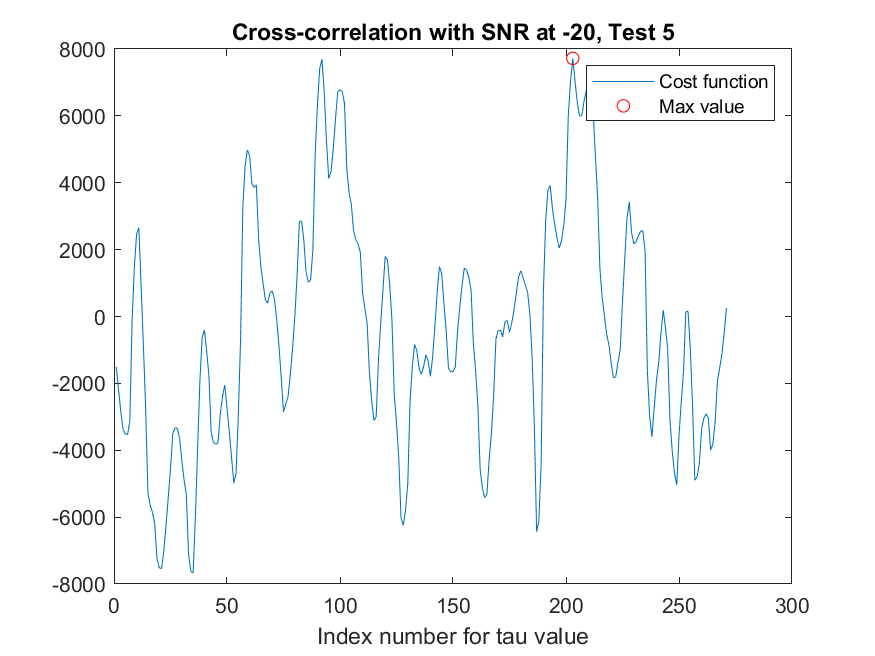 Cross-correlation with SNR at -20, Test 5
8000
6000
4000
2000
0
-2000
-4000
-6000
-8000
Cost function
Max value
0 50 100 150 200 250 300
Index number for tau value